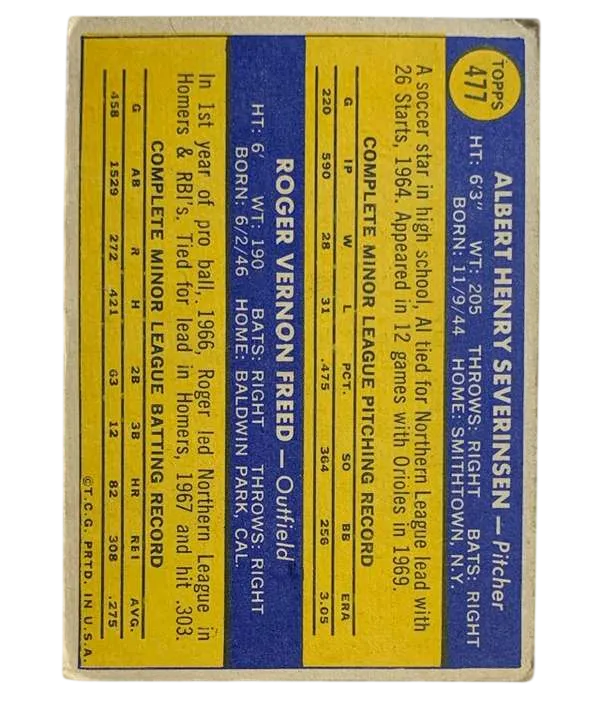 TOPPS
477
ALBERT HENRY SEVERINSEN — Pitcher
HT: 6'3" WT: 205 THROWS: RIGHT BATS: RIGHT
BORN: 11/9/44 HOME: SMITHTOWN, N.Y.
A soccer star in high school, Al tied for Northern League lead with
26 Starts, 1964. Appeared in 12 games with Orioles in 1969.
COMPLETE MINOR LEAGUE PITCHING RECORD
G IP W L PCT. SO BB ERA
220 590 28 31 .475 364 256 3.05
ROGER VERNON FREED — Outfield
HT: 6' WT: 190 BATS: RIGHT THROWS: RIGHT
BORN: 6/2/46 HOME: BALDWIN PARK, CAL.
In 1st year of pro ball, 1966, Roger led Northern League in
Homers & RBI's. Tied for lead in Homers, 1967 and hit .303.
COMPLETE MINOR LEAGUE BATTING RECORD
G AB R H 2B 3B HR RBI AVG.
458 1529 272 421 63 12 82 308 .275
©T.C.G. PRTD. IN U.S.A.